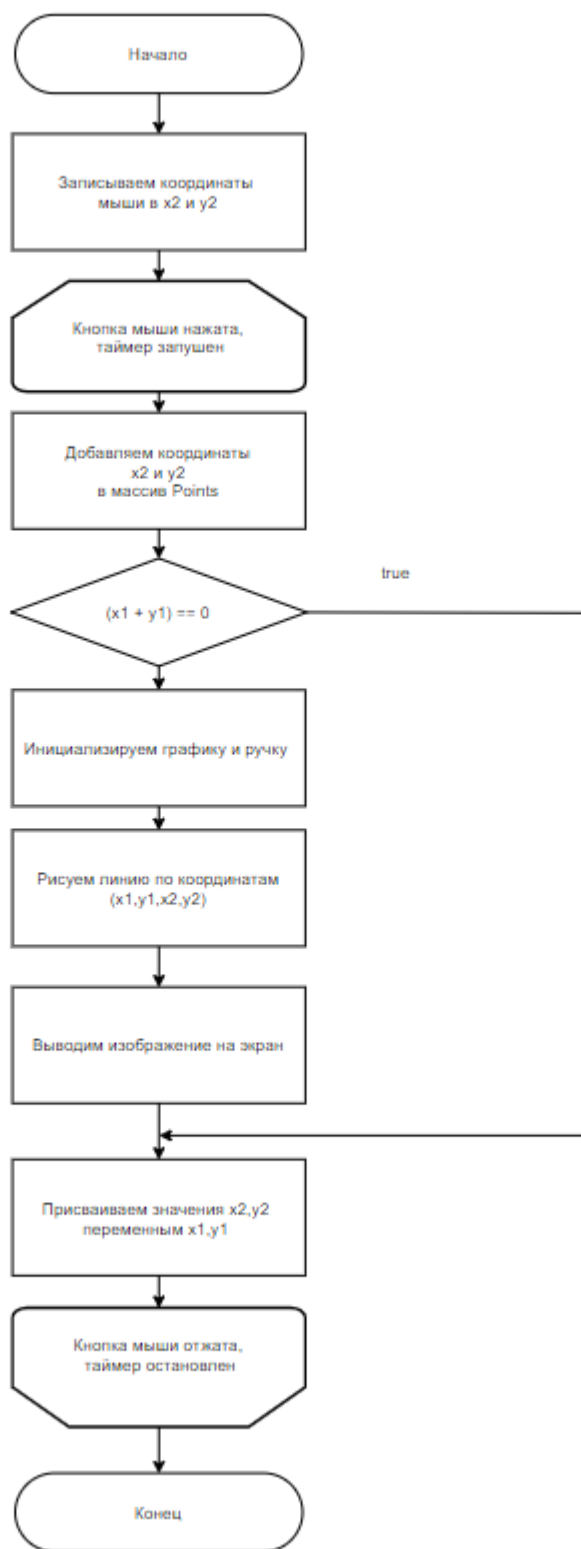 Начало
Записываем координаты
мыши в x2 и y2
Кнопка мыши нажата,
таймер запушен
Добавляем координаты
x2 и y2
в массив Points
true
(x1 + y1) == 0
Инициализируем графику и ручку
Рисуем линию по координатам
(x1,y1,x2,y2)
Выводим изображение на экран
Присваиваем значения x2,y2
переменным x1,y1
Кнопка мыши отжата,
таймер остановлен
Конец